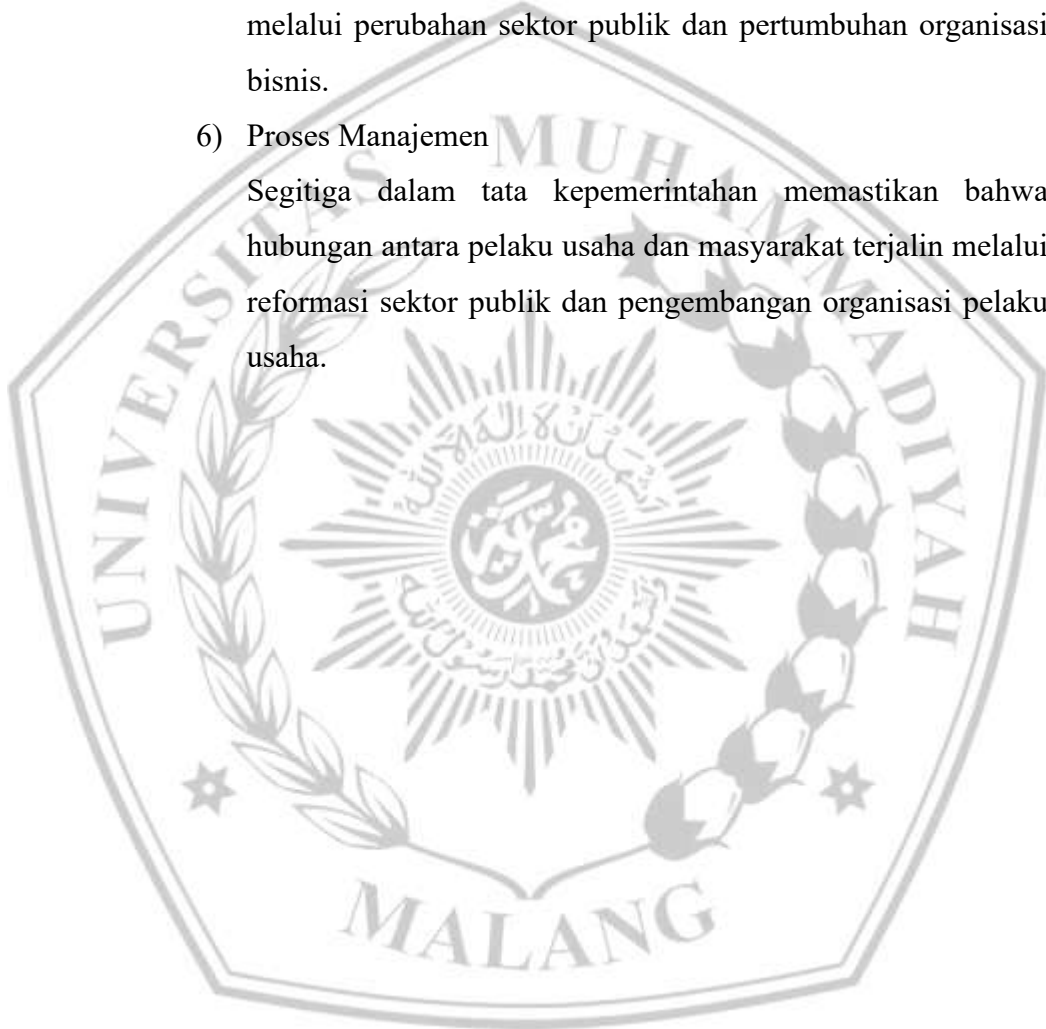 melalui perubahan sektor publik dan pertumbuhan organisasi
bisnis.
6) Proses Manajemen
Segitiga dalam tata kepemerintahan memastikan bahwa
hubungan antara pelaku usaha dan masyarakat terjalin melalui
reformasi sektor publik dan pengembangan organisasi pelaku
usaha.
UNIVERSITAS MUHAMMADIYAH
MALANG